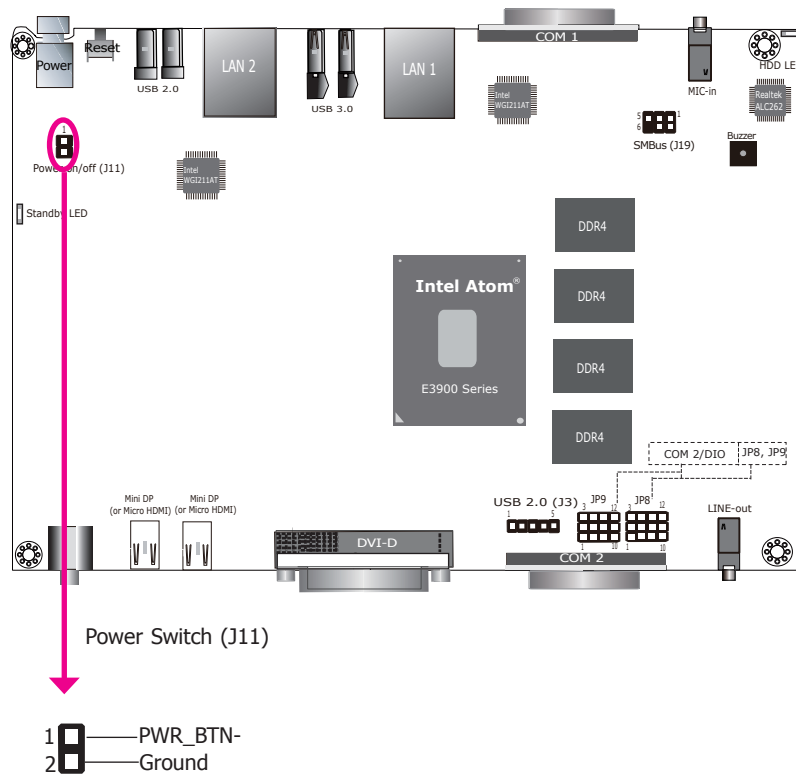 COM 1
Power
Reset
LAN 2
LAN 1
USB 2.0
USB 3.0
MIC-in
HDD LE
Intel
WGI211AT
Realtek
ALC262
5
1
6
SMBus (J19)
Buzzer
1
Power on/off (J11)
Intel
WGI211AT
Standby LED
DDR4
Intel Atom®
E3900 Series
DDR4
DDR4
DDR4
COM 2/DIO
JP8, JP9
Mini DP
(or Micro HDMI)
Mini DP
(or Micro HDMI)
USB 2.0 (J3)
1
5
JP9
3
12
1
10
JP8
3
12
1
10
LINE-out
DVI-D
COM 2
Power Switch (J11)
1
PWR_BTN-
2
Ground